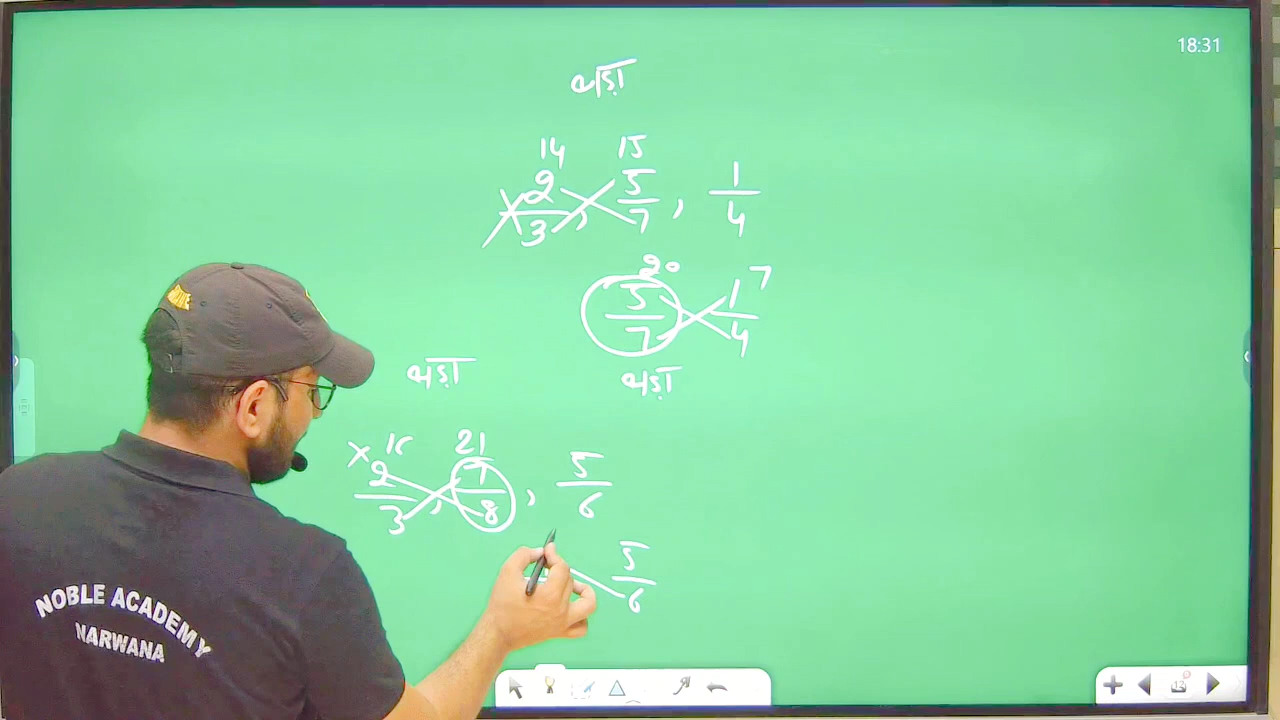 18:31
बड़ा
14 15
2/3, 5/7, 1/4
20 7
5/7 1/4
बड़ा बड़ा
16 21
2/3, 7/8, 5/6
5/6
NOBLE ACADEMY
NARWANA